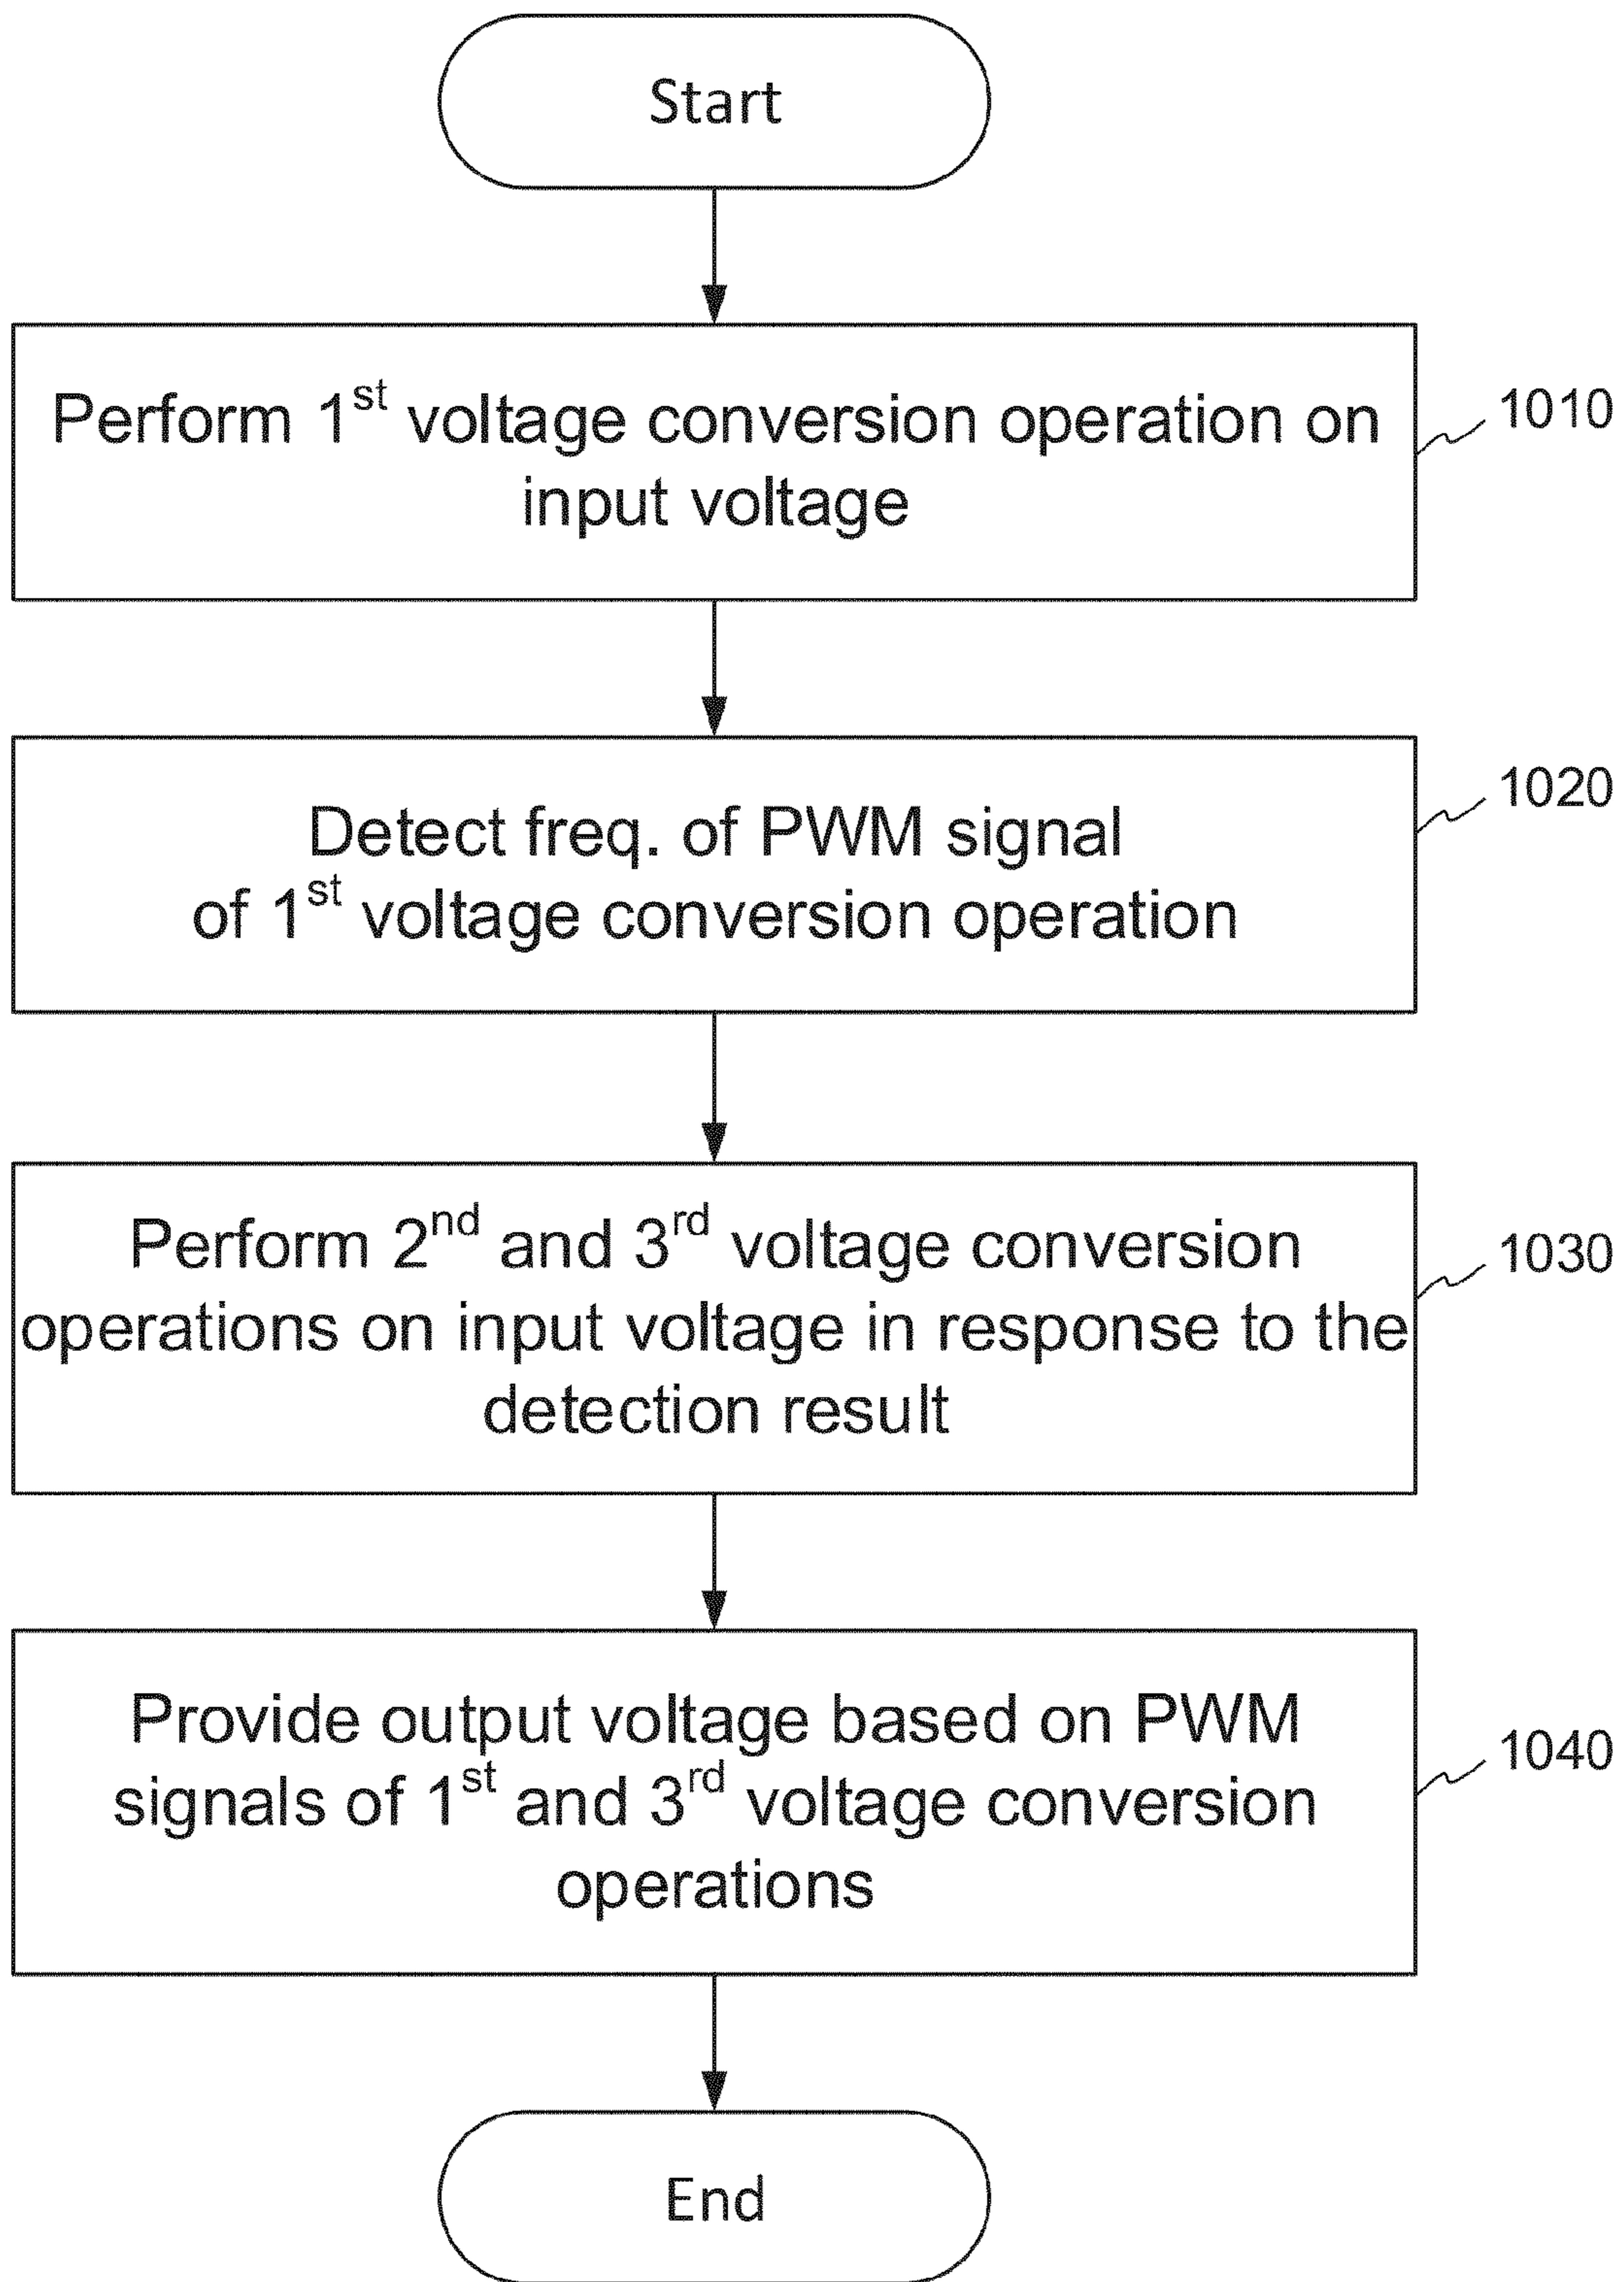 Start
Perform 1st voltage conversion operation on
input voltage
1010
Detect freq. of PWM signal
of 1st voltage conversion operation
1020
Perform 2nd and 3rd voltage conversion
operations on input voltage in response to the
detection result
1030
Provide output voltage based on PWM
signals of 1st and 3rd voltage conversion
operations
1040
End